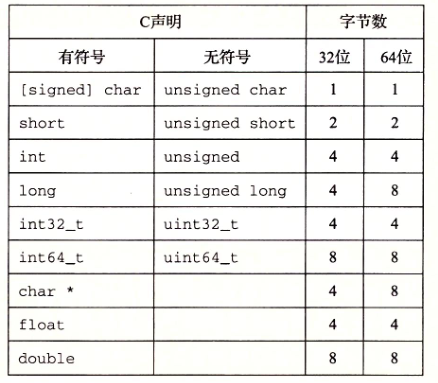 C声明 字节数
有符号 无符号 32位 64位
[signed] char unsigned char 1 1
short unsigned short 2 2
int unsigned 4 4
long unsigned long 4 8
int32_t uint32_t 4 4
int64_t uint64_t 8 8
char * 4 8
float 4 4
double 8 8